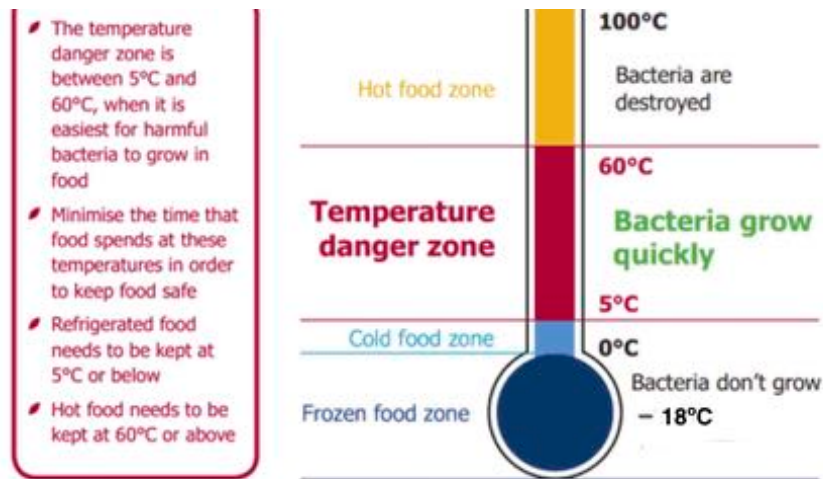 The temperature
danger zone is
between 5°C and
60°C, when it is
easiest for harmful
bacteria to grow in
food
Minimise the time that
food spends at these
temperatures in order
to keep food safe
Refrigerated food
needs to be kept at
5°C or below
Hot food needs to be
kept at 60°C or above
100°C
Hot food zone
Bacteria are
destroyed
60°C
Temperature
danger zone
Bacteria grow
quickly
5°C
Cold food zone
0°C
Bacteria don't grow
Frozen food zone
– 18°C